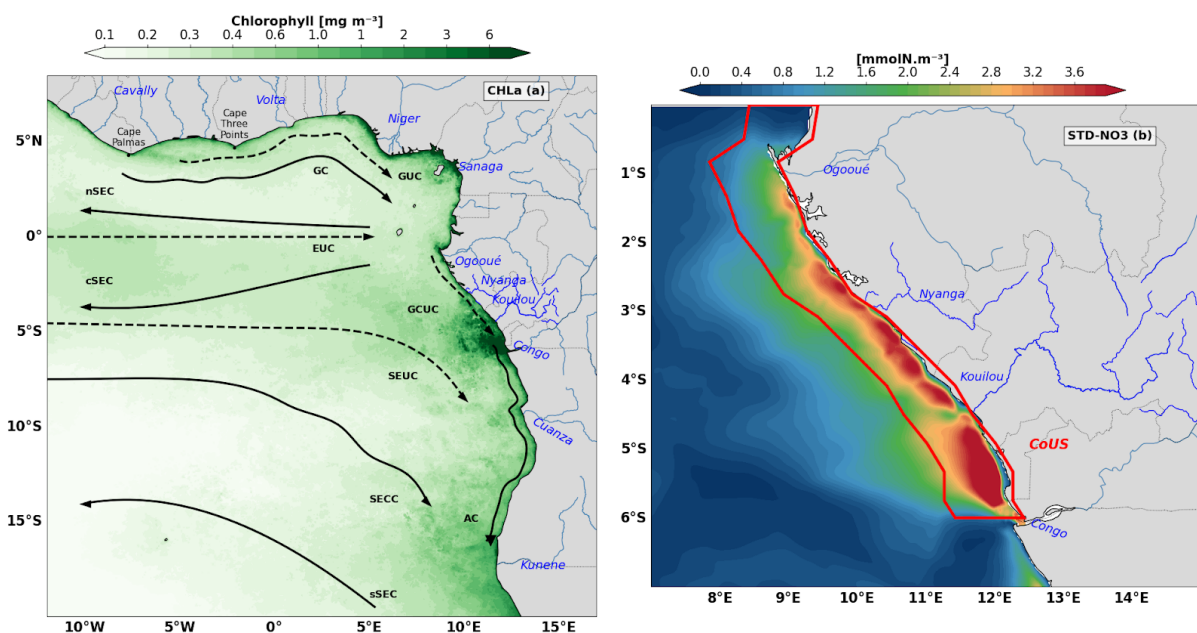 Chlorophyll [mg m⁻³]
0.1 0.2 0.4 0.6 1.0 2 3 6
CHLa (a)
Cavally
Volta
Niger
Sanaga
Cape
Palmas
Cape
Three
Points
GC
GUC
nSEC
EUC
cSEC
Ogooué
Nyanga
Kouilou
GCUC
Congo
SEUC
Cuanza
SECC
AC
Kunene
sSEC
5°N
0°
5°S
10°S
15°S
10°W 5°W 0°E 5°E 10°E 15°E
[mmolN.m⁻³]
0.0 0.4 0.8 1.2 1.6 2.0 2.4 2.8 3.2 3.6
STD-NO3 (b)
Ogooué
Nyanga
Kouilou
CoUS
Congo
1°S
2°S
3°S
4°S
5°S
6°S
8°E 9°E 10°E 11°E 12°E 13°E 14°E